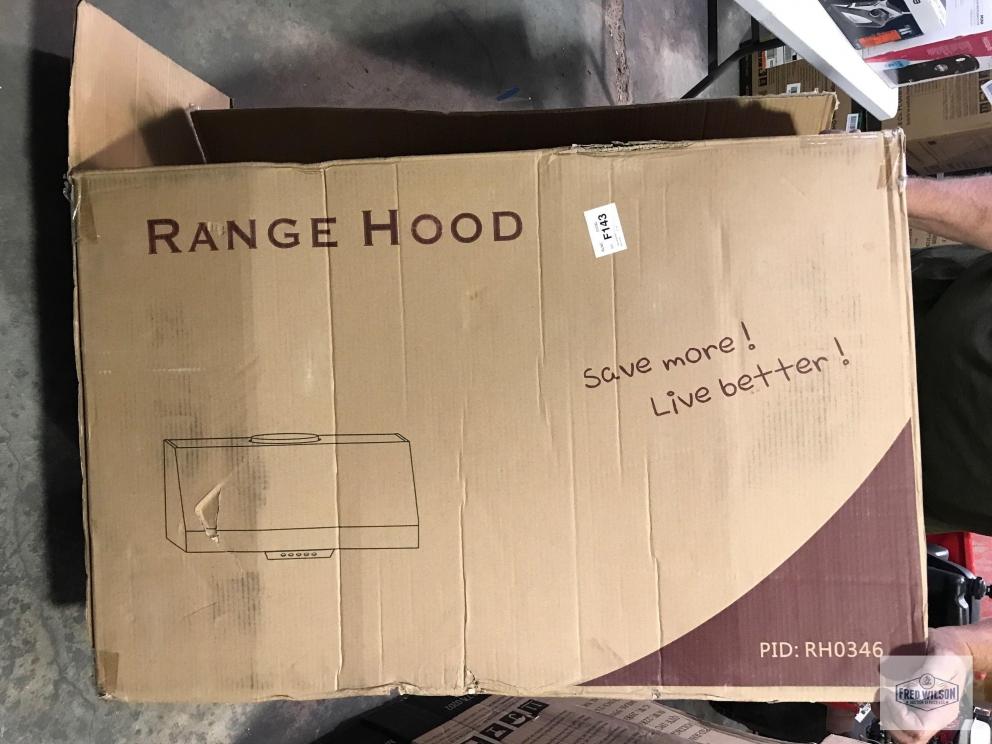 RANGE HOOD
F143
save more!
Live better!
PID: RH0346
FRED WILSON